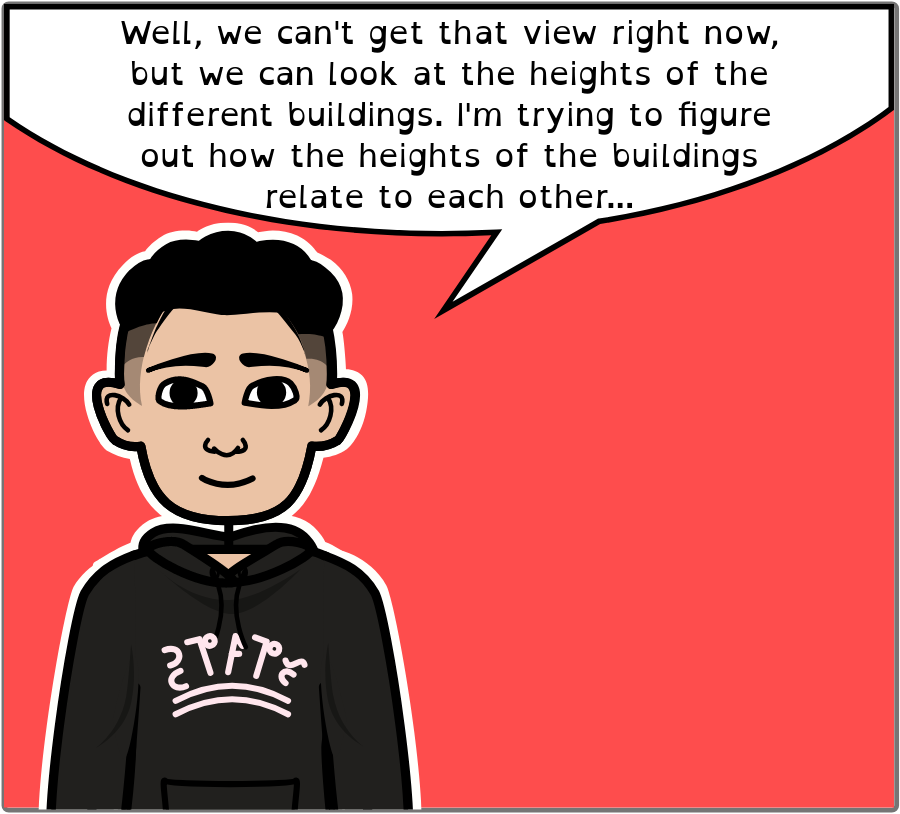 Well, we can't get that view right now,
but we can look at the heights of the
different buildings. I'm trying to figure
out how the heights of the buildings
relate to each other...